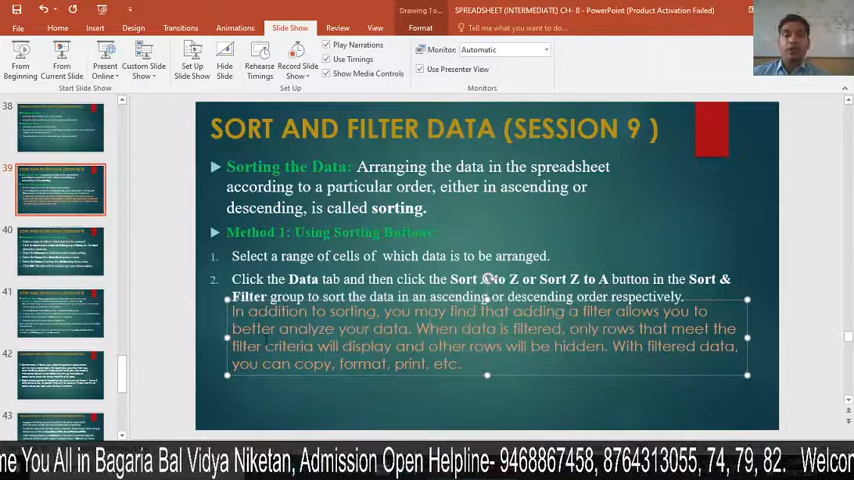 Drawing To...
SPREADSHEET (INTERMEDIATE) CH- 8 - PowerPoint (Product Activation Failed)
File
Home
Insert
Design
Transitions
Animations
Slide Show
Review
View
Format
Tell me what you want to do...
From Beginning
From Current Slide
Present Online
Custom Slide Show
Start Slide Show
Set Up Slide Show
Hide Slide
Rehearse Timings
Record Slide Show
Play Narrations
Use Timings
Show Media Controls
Set Up
Monitor: Automatic
Use Presenter View
Monitors
38
39
40
41
42
43
SORT AND FILTER DATA (SESSION 9 )
Sorting the Data: Arranging the data in the spreadsheet
according to a particular order, either in ascending or
descending, is called sorting.
Method 1: Using Sorting Buttons:
1. Select a range of cells of which data is to be arranged.
2. Click the Data tab and then click the Sort A to Z or Sort Z to A button in the Sort &
Filter group to sort the data in an ascending or descending order respectively.
In addition to sorting, you may find that adding a filter allows you to
better analyze your data. When data is filtered, only rows that meet the
filter criteria will display and other rows will be hidden. With filtered data,
you can copy, format, print, etc.
me You All in Bagaria Bal Vidya Niketan, Admission Open Helpline- 9468867458, 8764313055, 74, 79, 82. Welcom